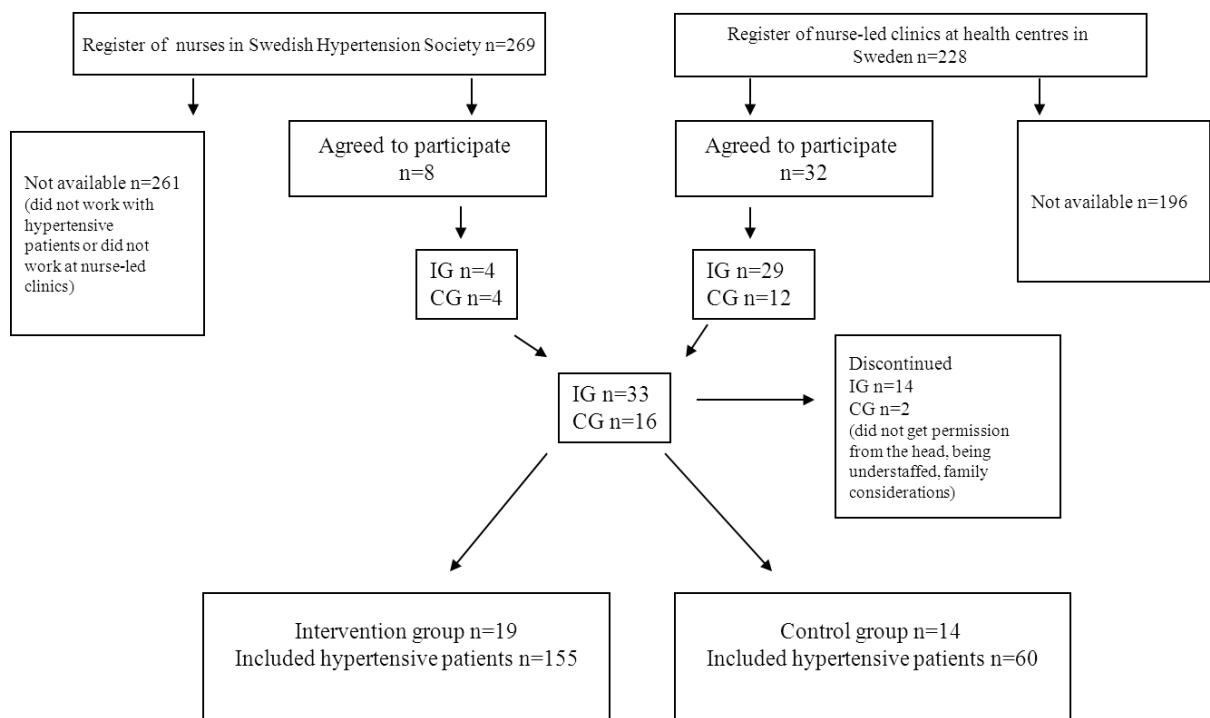 Register of nurses in Swedish Hypertension Society n=269
Register of nurse-led clinics at health centres in
Sweden n=228
Not available n=261
(did not work with
hypertensive
patients or did not
work at nurse-led
clinics)
Agreed to participate
n=8
Agreed to participate
n=32
Not available n=196
IG n=4
CG n=4
IG n=29
CG n=12
IG n=33
CG n=16
Discontinued
IG n=14
CG n=2
(did not get permission
from the head, being
understaffed, family
considerations)
Intervention group n=19
Included hypertensive patients n=155
Control group n=14
Included hypertensive patients n=60